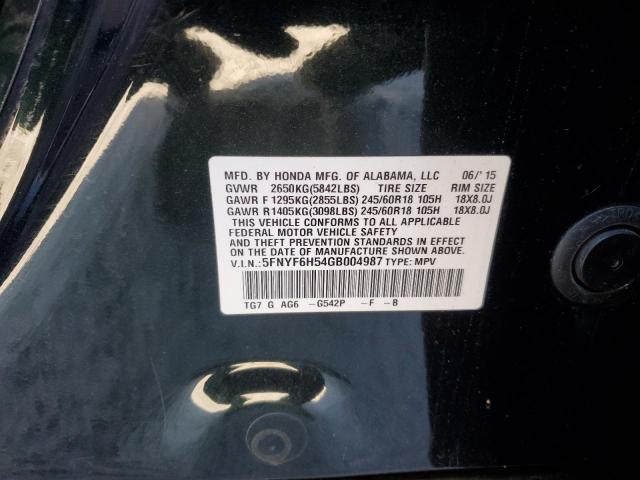 MFD. BY HONDA MFG. OF ALABAMA, LLC 06/'15
GVWR 2650KG(5842LBS) TIRE SIZE RIM SIZE
GAWR F 1295KG(2855LBS) 245/60R18 105H 18X8.0J
GAWR R1405KG(3098LBS) 245/60R18 105H 18X8.0J
THIS VEHICLE CONFORMS TO ALL APPLICABLE
FEDERAL MOTOR VEHICLE SAFETY
AND THEFT PREVENTION STANDARDS IN EFFECT
ON THE DATE OF MANUFACTURE SHOWN ABOVE.
V.I.N.:5FNYF6H54GB004987 TYPE: MPV
TG7 G AG6 -G542P -F -B